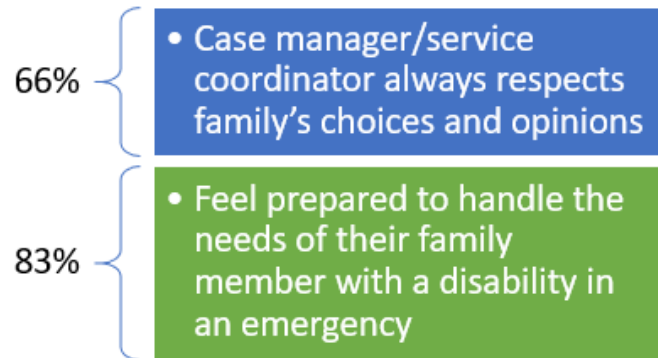 66%
• Case manager/service
coordinator always respects
family's choices and opinions
83%
• Feel prepared to handle the
needs of their family
member with a disability in
an emergency